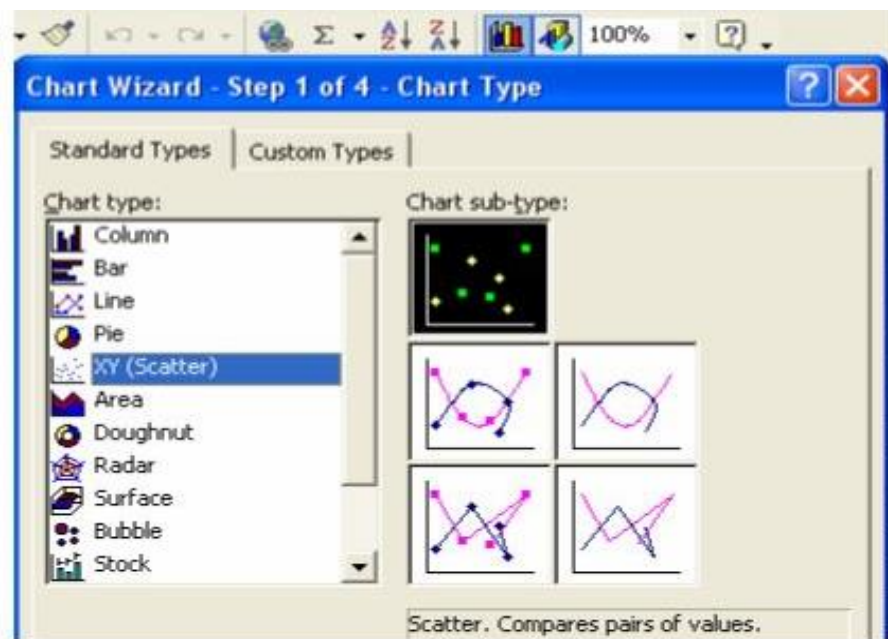 100%
Chart Wizard - Step 1 of 4 - Chart Type
Standard Types
Custom Types
Chart type:
Column
Bar
Line
Pie
XY (Scatter)
Area
Doughnut
Radar
Surface
Bubble
Stock
Chart sub-type:
Scatter. Compares pairs of values.